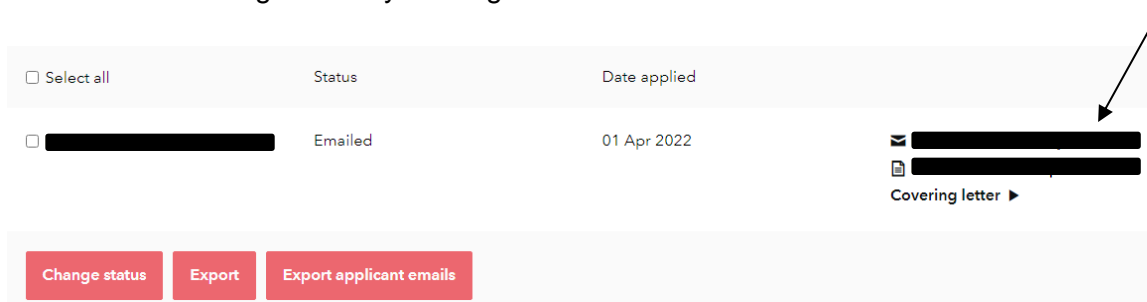 Select all Status Date applied
Emailed 01 Apr 2022
Covering letter ▶
Change status Export Export applicant emails